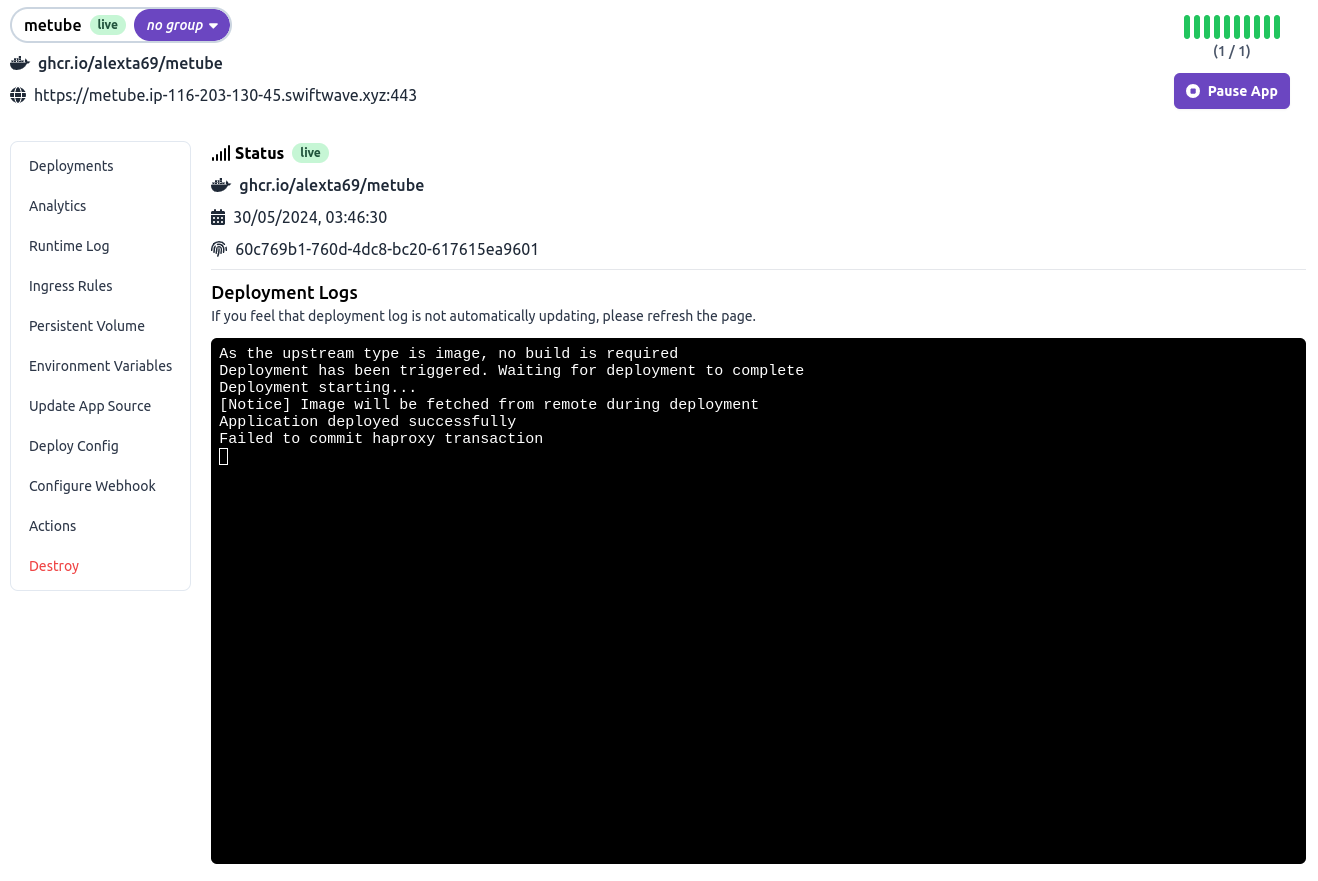 metube live no group
ghcr.io/alexta69/metube
https://metube.ip-116-203-130-45.swiftwave.xyz:443
(1 / 1)
Pause App
Deployments
Analytics
Runtime Log
Ingress Rules
Persistent Volume
Environment Variables
Update App Source
Deploy Config
Configure Webhook
Actions
Destroy
Status live
ghcr.io/alexta69/metube
30/05/2024, 03:46:30
60c769b1-760d-4dc8-bc20-617615ea9601
Deployment Logs
If you feel that deployment log is not automatically updating, please refresh the page.
As the upstream type is image, no build is required
Deployment has been triggered. Waiting for deployment to complete
Deployment starting...
[Notice] Image will be fetched from remote during deployment
Application deployed successfully
Failed to commit haproxy transaction